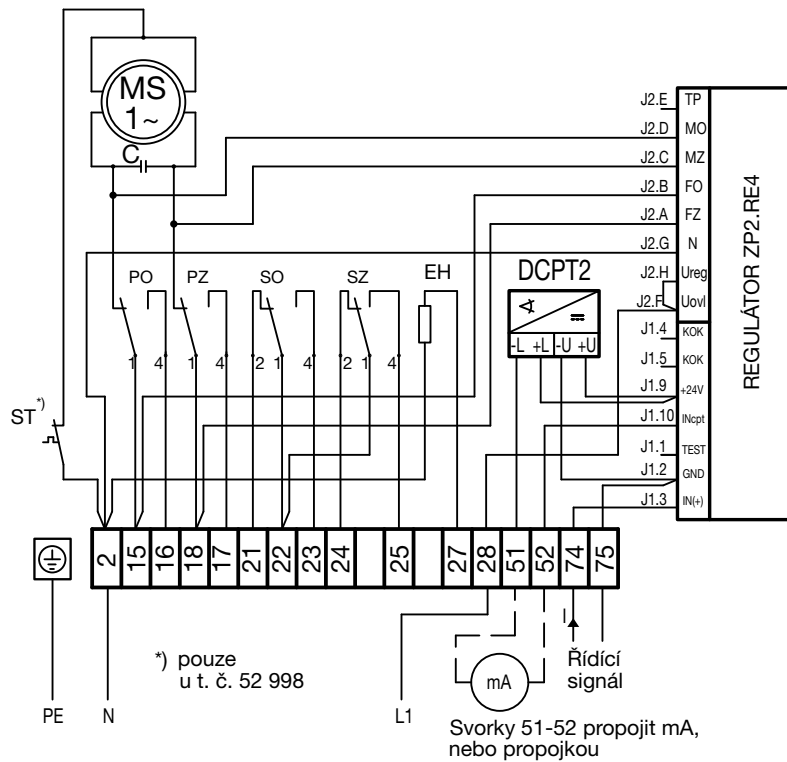 MS
1~
C
J2.E TP
J2.D MO
J2.C MZ
J2.B FO
J2.A FZ
J2.G N
J2.H Ureg
J2.F Uovl
J1.4 KOK
J1.5 KOK
J1.9 +24V
J1.10 INcpt
J1.1 TEST
J1.2 GND
J1.3 IN(+)
REGULÁTOR ZP2.RE4
PO PZ SO SZ EH DCPT2
-L +L -U +U
1 4 1 4 2 1 4 2 1 4
ST *)
2 15 16 18 17 21 22 23 24 25 27 28 51 52 74 75
*) pouze
u t. č. 52 998
I
mA
Řídící
signál
PE N L1
Svorky 51-52 propojit mA,
nebo propojkou